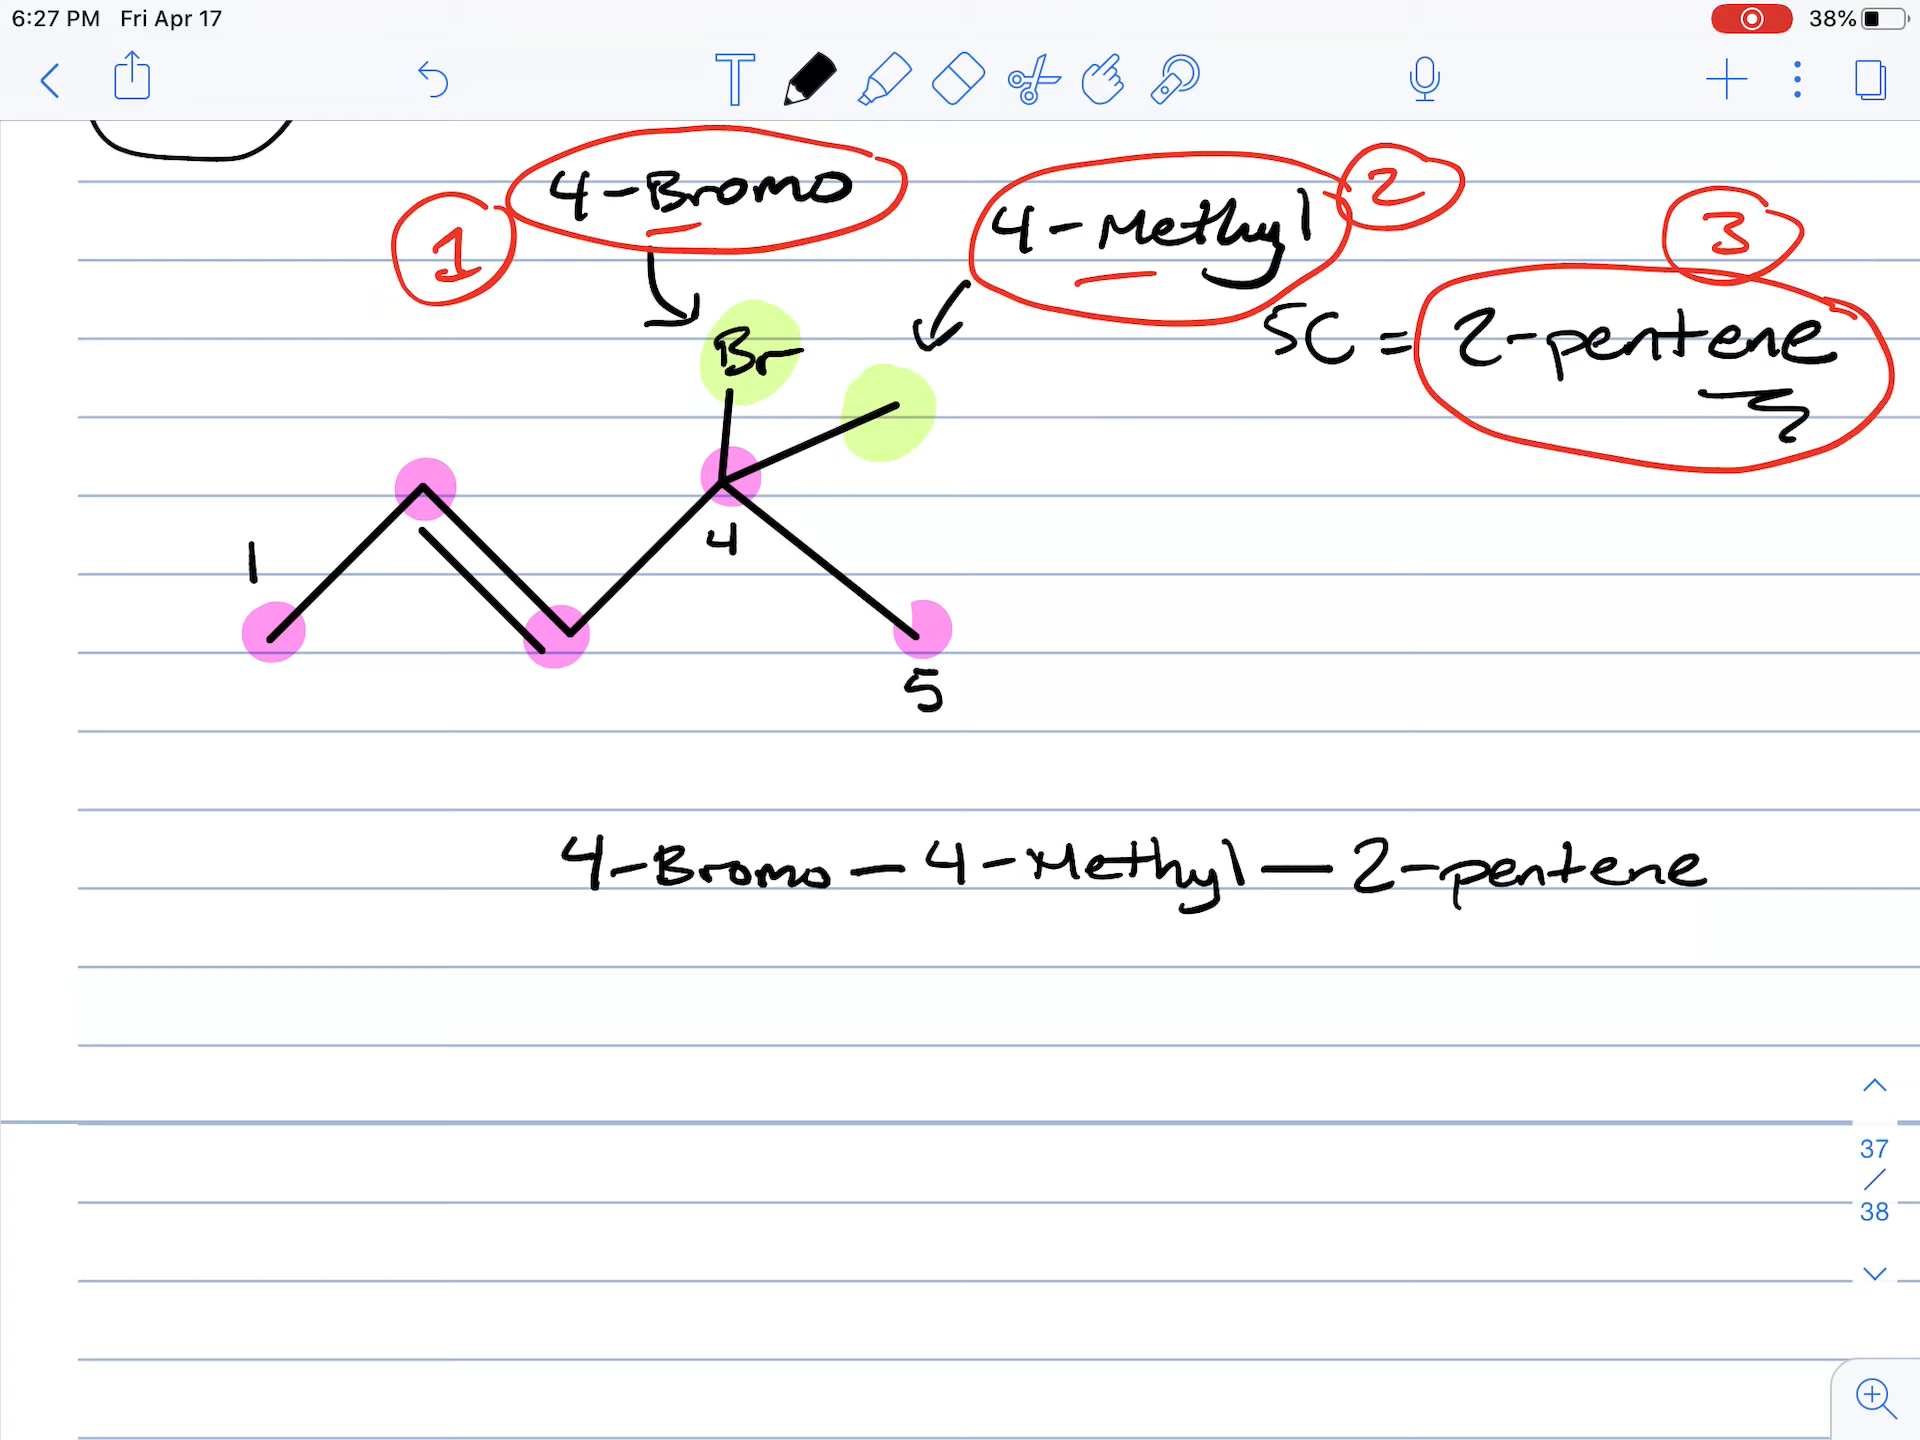 6:27 PM Fri Apr 17 38%
T
4-Bromo
4-Methyl
2
1
3
5C = 2-pentene
Br
1
4
5
4-Bromo - 4-Methyl - 2-pentene
37
/
38